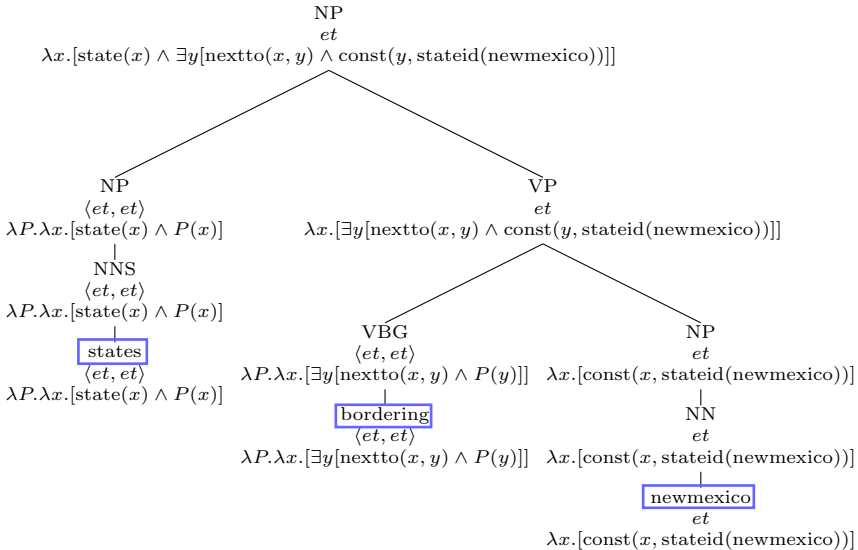 NP
et
λx.[state(x) ∧ ∃y[nextto(x, y) ∧ const(y, stateid(newmexico))]]
NP
⟨et, et⟩
λP.λx.[state(x) ∧ P(x)]
NNS
⟨et, et⟩
λP.λx.[state(x) ∧ P(x)]
states
⟨et, et⟩
λP.λx.[state(x) ∧ P(x)]
VP
et
λx.[∃y[nextto(x, y) ∧ const(y, stateid(newmexico))]]
VBG
⟨et, et⟩
λP.λx.[∃y[nextto(x, y) ∧ P(y)]]
bordering
⟨et, et⟩
λP.λx.[∃y[nextto(x, y) ∧ P(y)]]
NP
et
λx.[const(x, stateid(newmexico))]
NN
et
λx.[const(x, stateid(newmexico))]
newmexico
et
λx.[const(x, stateid(newmexico))]